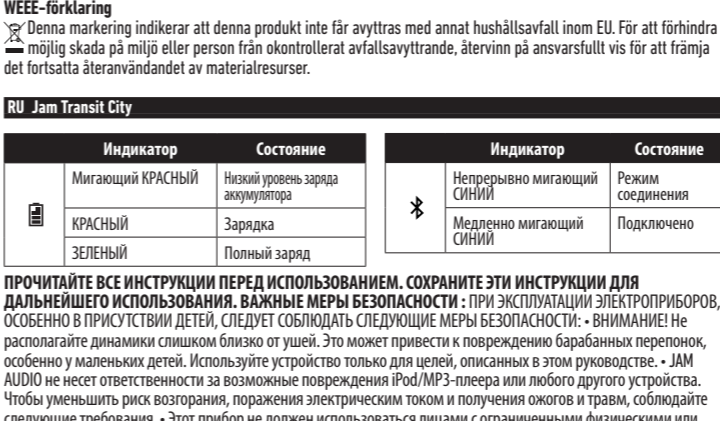 WEEE-förklaring
Denna markering indikerar att denna produkt inte får avyttras med annat hushållsavfall inom EU. För att förhindra
möjlig skada på miljö eller person från okontrollerat avfallsavyttrande, återvinn på ansvarsfullt vis för att främja
det fortsatta återanvändandet av materialresurser.
RU Jam Transit City
Индикатор Состояние
Мигающий КРАСНЫЙ Низкий уровень заряда
аккумулятора
КРАСНЫЙ Зарядка
ЗЕЛЕНЫЙ Полный заряд
Индикатор Состояние
Непрерывно мигающий Режим
СИНИЙ соединения
Медленно мигающий Подключено
СИНИЙ
ПРОЧИТАЙТЕ ВСЕ ИНСТРУКЦИИ ПЕРЕД ИСПОЛЬЗОВАНИЕМ. СОХРАНИТЕ ЭТИ ИНСТРУКЦИИ ДЛЯ
ДАЛЬНЕЙШЕГО ИСПОЛЬЗОВАНИЯ. ВАЖНЫЕ МЕРЫ БЕЗОПАСНОСТИ : ПРИ ЭКСПЛУАТАЦИИ ЭЛЕКТРОПРИБОРОВ,
ОСОБЕННО В ПРИСУТСТВИИ ДЕТЕЙ, СЛЕДУЕТ СОБЛЮДАТЬ СЛЕДУЮЩИЕ МЕРЫ БЕЗОПАСНОСТИ: • ВНИМАНИЕ! Не
располагайте динамики слишком близко от ушей. Это может привести к повреждению барабанных перепонок,
особенно у маленьких детей. Используйте устройство только для целей, описанных в этом руководстве. • JAM
AUDIO не несет ответственности за возможные повреждения iPod/MP3-плеера или любого другого устройства.
Чтобы уменьшить риск возгорания, поражения электрическим током и получения ожогов и травм, соблюдайте
следующие требования. • Этот прибор не должен использоваться лицами с ограниченными физическими или